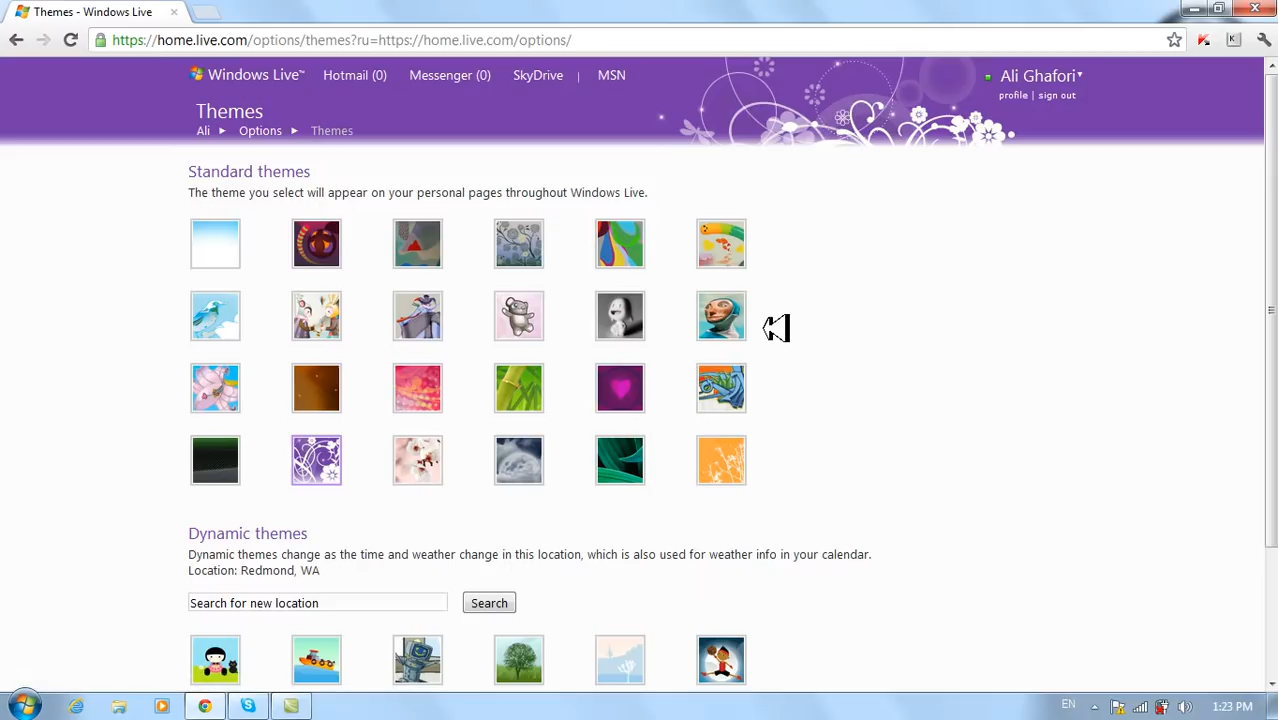 Themes - Windows Live
https://home.live.com/options/themes?ru=https://home.live.com/options/
Windows Live™ Hotmail (0) Messenger (0) SkyDrive | MSN
Ali Ghafori
profile | sign out
Themes
Ali Options Themes
Standard themes
The theme you select will appear on your personal pages throughout Windows Live.
Dynamic themes
Dynamic themes change as the time and weather change in this location, which is also used for weather info in your calendar.
Location: Redmond, WA
Search for new location
Search
EN
1:23 PM